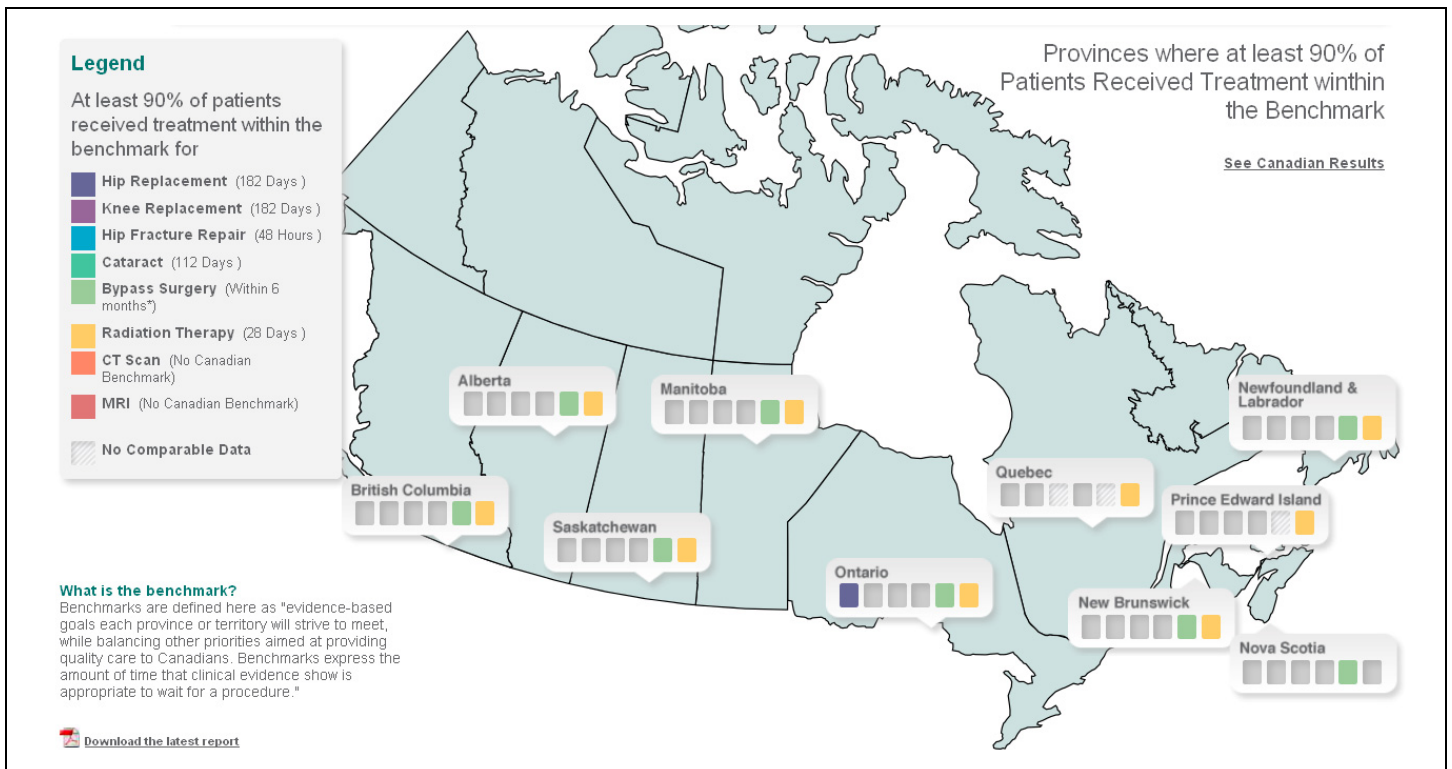 Legend
At least 90% of patients
received treatment within the
benchmark for
Hip Replacement (182 Days )
Knee Replacement (182 Days )
Hip Fracture Repair (48 Hours )
Cataract (112 Days )
Bypass Surgery (Within 6
months*)
Radiation Therapy (28 Days )
CT Scan (No Canadian
Benchmark)
MRI (No Canadian Benchmark)
No Comparable Data
Provinces where at least 90% of
Patients Received Treatment winthin
the Benchmark
See Canadian Results
Alberta
Manitoba
Newfoundland &
Labrador
British Columbia
Saskatchewan
Quebec
Prince Edward Island
Ontario
New Brunswick
Nova Scotia
What is the benchmark?
Benchmarks are defined here as "evidence-based
goals each province or territory will strive to meet,
while balancing other priorities aimed at providing
quality care to Canadians. Benchmarks express the
amount of time that clinical evidence show is
appropriate to wait for a procedure."
Download the latest report